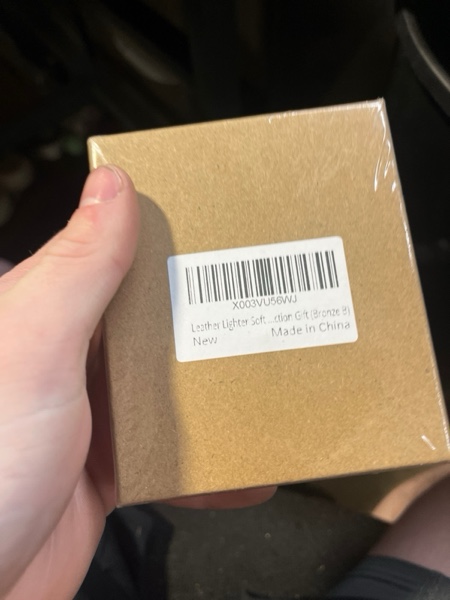 X003VU56WJ
Leather Lighter Soft ...ction Gift (Bronze B)
New Made in China